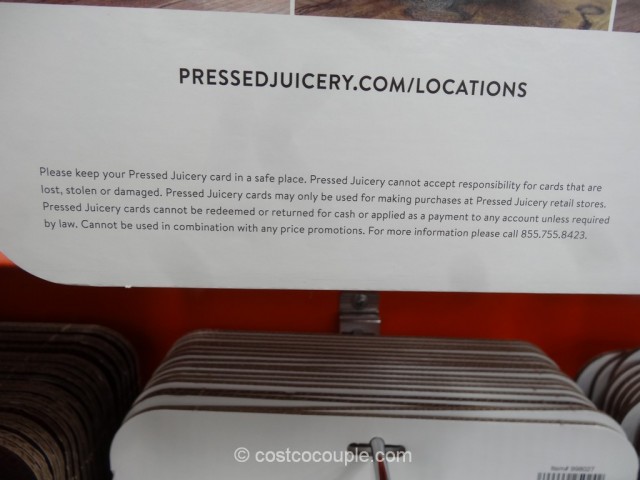 PRESSEDJUICERY.COM/LOCATIONS
Please keep your Pressed Juicery card in a safe place. Pressed Juicery cannot accept responsibility for cards that are
lost, stolen or damaged. Pressed Juicery cards may only be used for making purchases at Pressed Juicery retail stores.
Pressed Juicery cards cannot be redeemed or returned for cash or applied as a payment to any account unless required
by law. Cannot be used in combination with any price promotions. For more information please call 855.755.8423.
Item#
© costcocouple.com